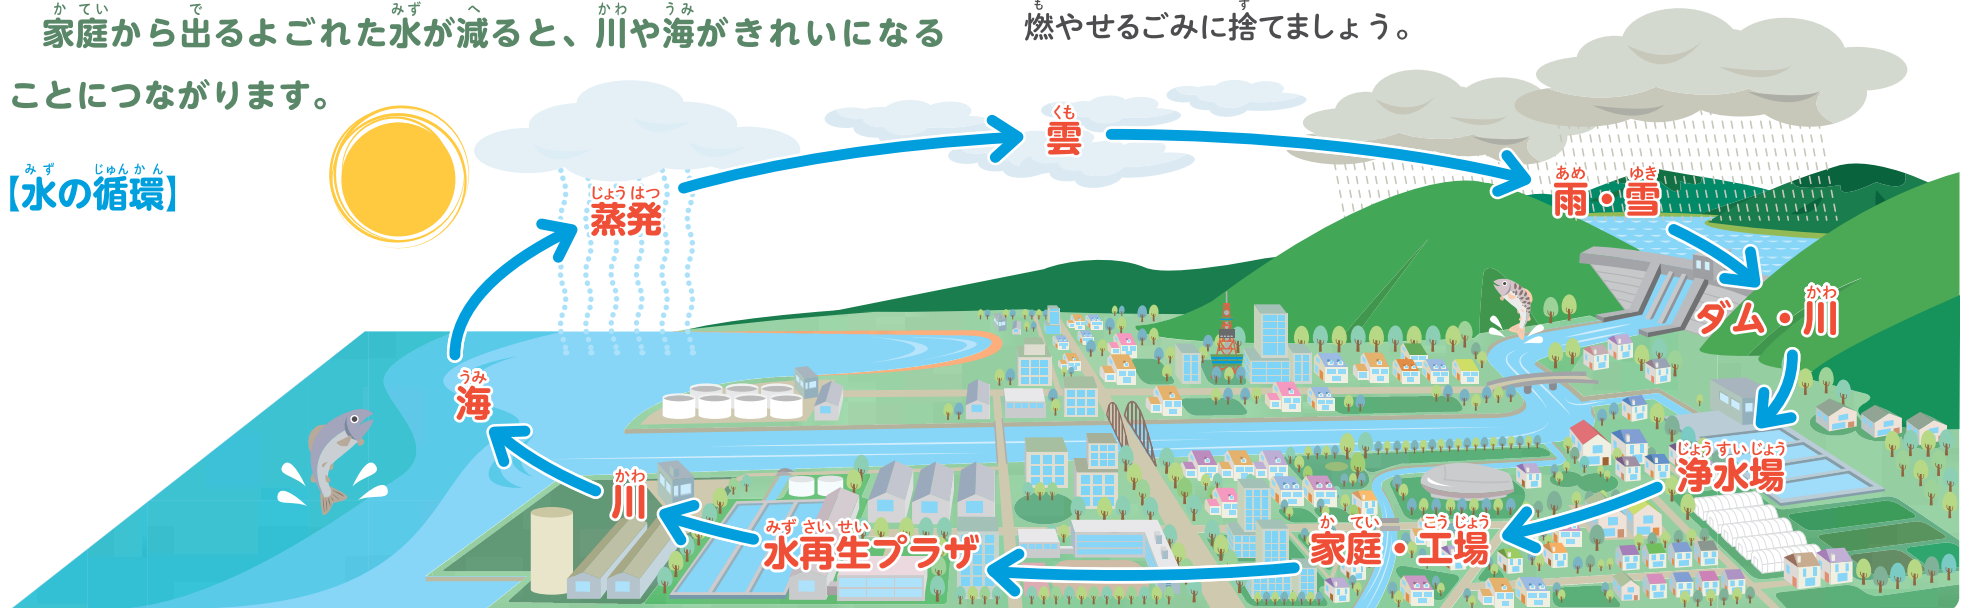 家庭から出るよごれた水が減ると、川や海がきれいになる
ことにつながります。
燃やせるごみに捨てましょう。
【水の循環】
雲
蒸発
雨・雪
ダム・川
海
浄水場
川
水再生プラザ
家庭・工場